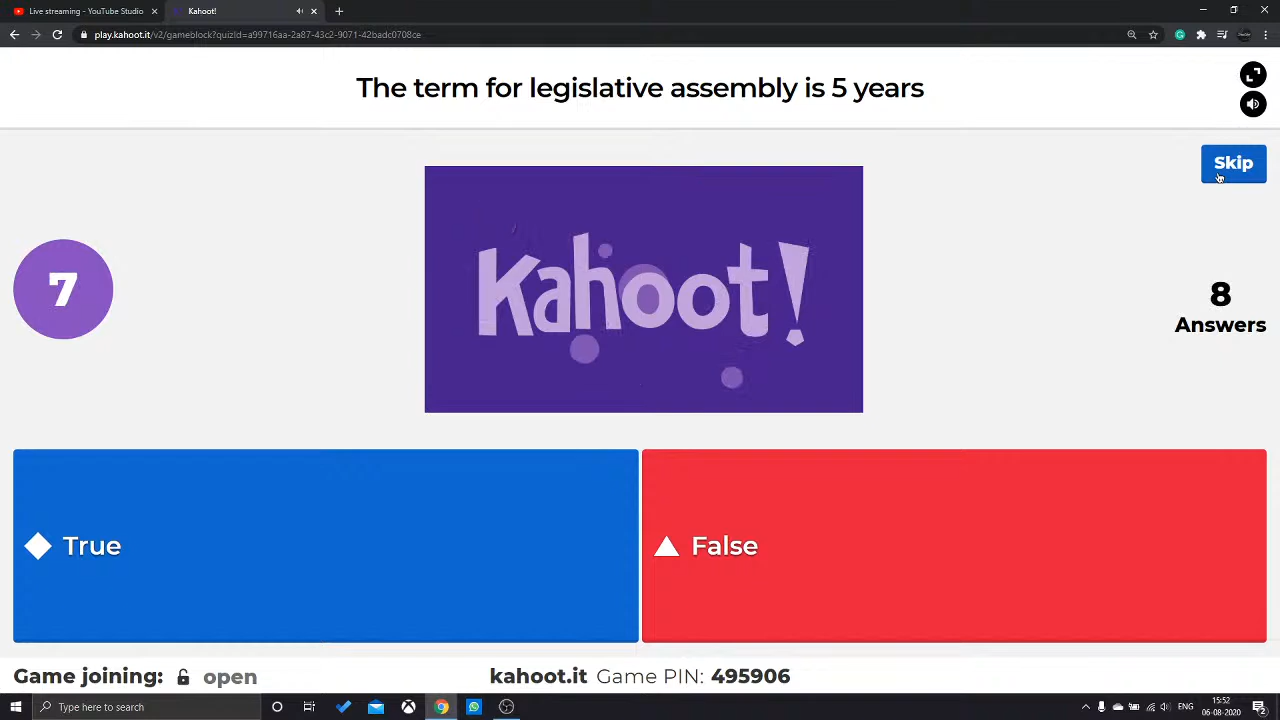 Live streaming - YouTube Studio
Kahoot!
play.kahoot.it/v2/gameblock?quizId=a99716aa-2a87-43c2-9071-42badc0708ce
The term for legislative assembly is 5 years
Skip
Kahoot!
7
8
Answers
True
False
Game joining: open
kahoot.it Game PIN: 495906
Type here to search
ENG
15:52
06-08-2020
2